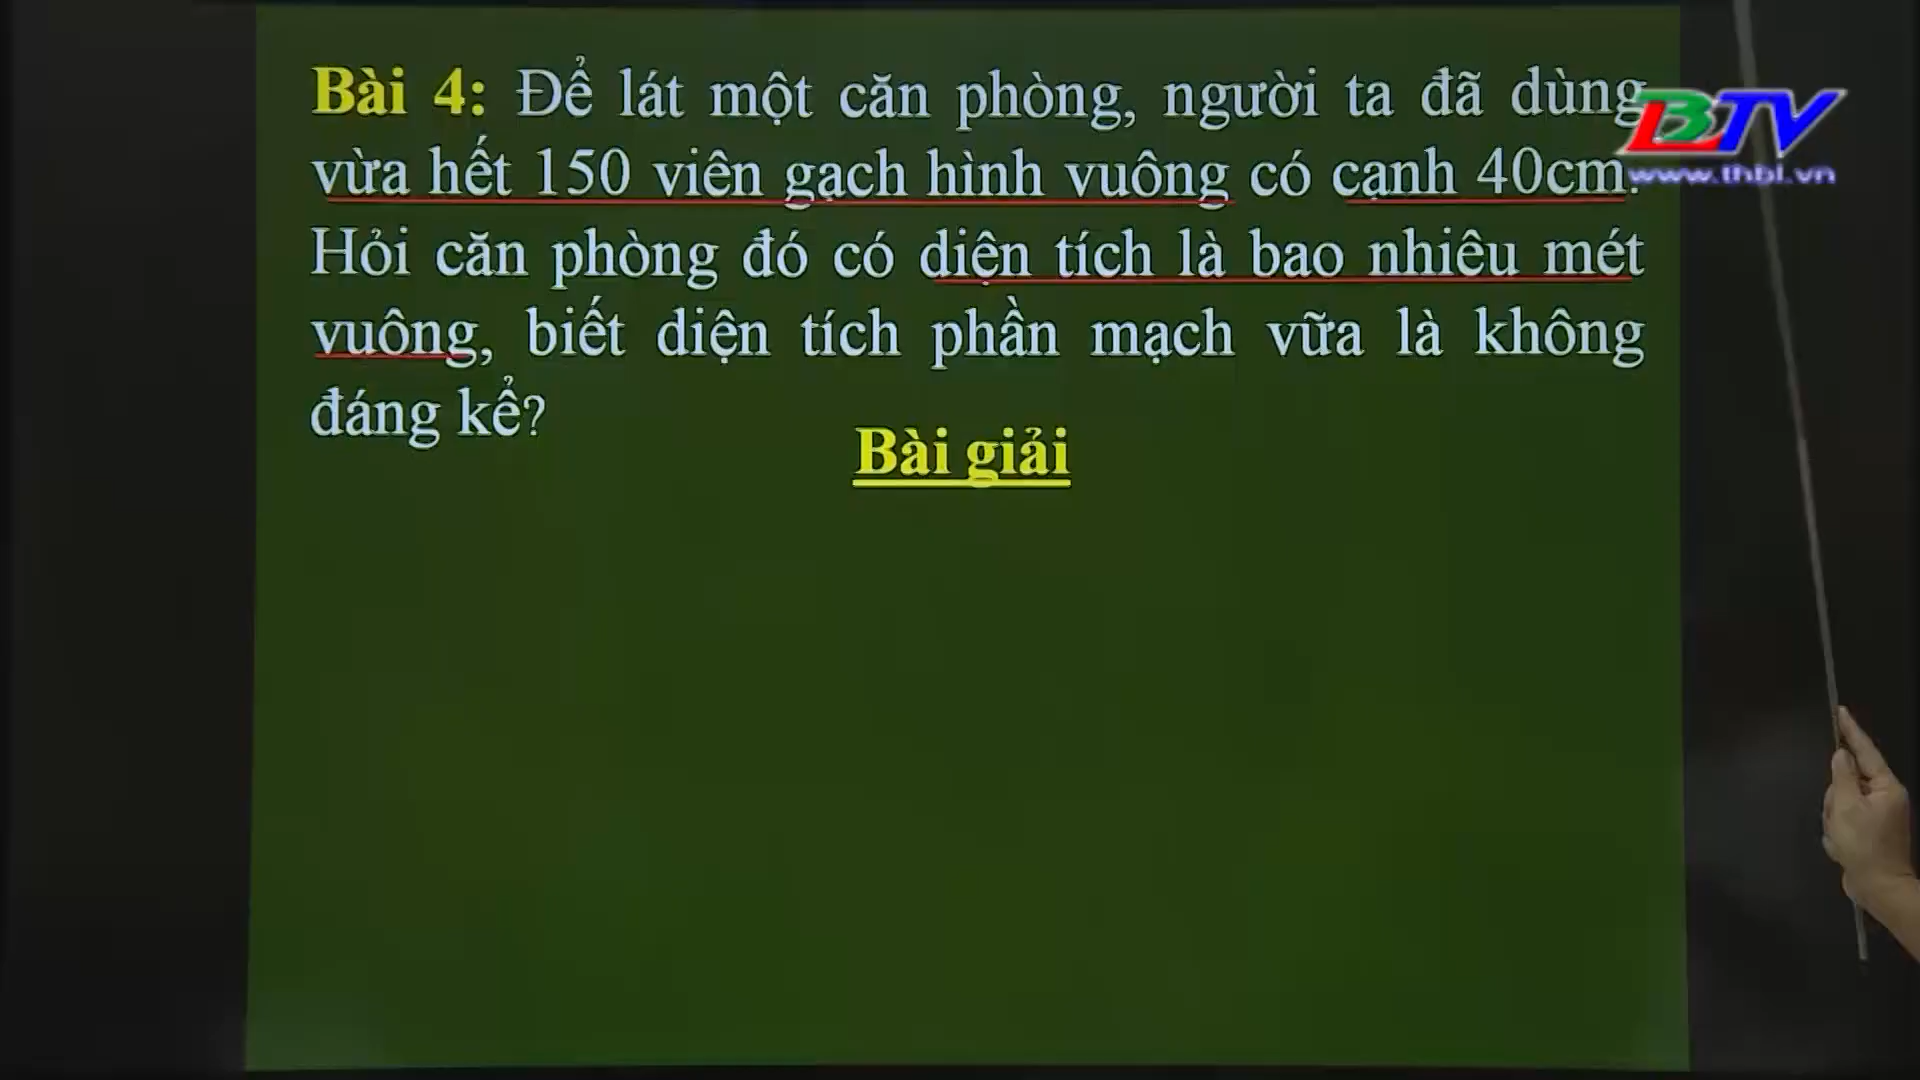 Bài 4: Để lát một căn phòng, người ta đã dùng
vừa hết 150 viên gạch hình vuông có cạnh 40cm.
Hỏi căn phòng đó có diện tích là bao nhiêu mét
vuông, biết diện tích phần mạch vữa là không
đáng kể?
Bài giải
BTV
www.thbl.vn